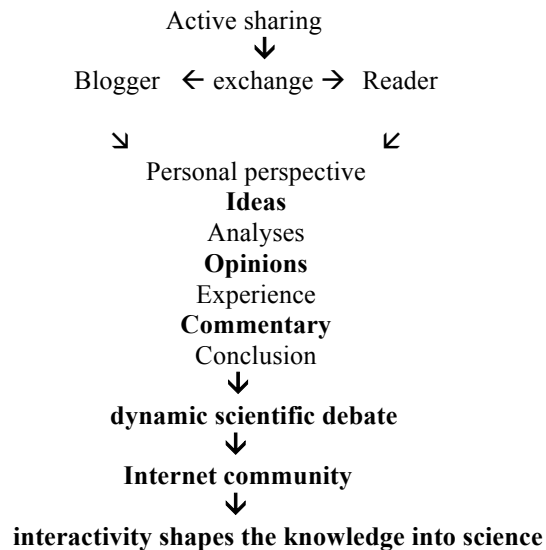 Active sharing
↓
Blogger ← exchange → Reader
↘ ↙
Personal perspective
Ideas
Analyses
Opinions
Experience
Commentary
Conclusion
↓
dynamic scientific debate
↓
Internet community
↓
interactivity shapes the knowledge into science